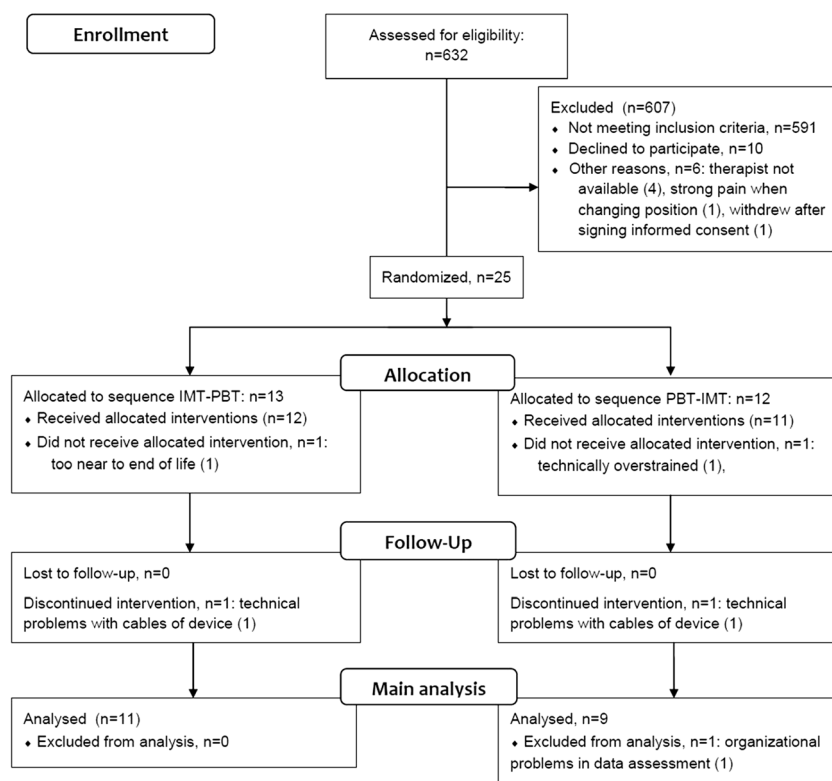 Enrollment
Assessed for eligibility:
n=632
Excluded (n=607)
⬧ Not meeting inclusion criteria, n=591
⬧ Declined to participate, n=10
⬧ Other reasons, n=6: therapist not
available (4), strong pain when
changing position (1), withdrew after
signing informed consent (1)
Randomized, n=25
Allocation
Allocated to sequence IMT-PBT: n=13
⬧ Received allocated interventions (n=12)
⬧ Did not receive allocated intervention, n=1:
too near to end of life (1)
Allocated to sequence PBT-IMT: n=12
⬧ Received allocated interventions (n=11)
⬧ Did not receive allocated intervention, n=1:
technically overstrained (1),
Follow-Up
Lost to follow-up, n=0
Discontinued intervention, n=1: technical
problems with cables of device (1)
Lost to follow-up, n=0
Discontinued intervention, n=1: technical
problems with cables of device (1)
Main analysis
Analysed (n=11)
⬧ Excluded from analysis, n=0
Analysed, n=9
⬧ Excluded from analysis, n=1: organizational
problems in data assessment (1)